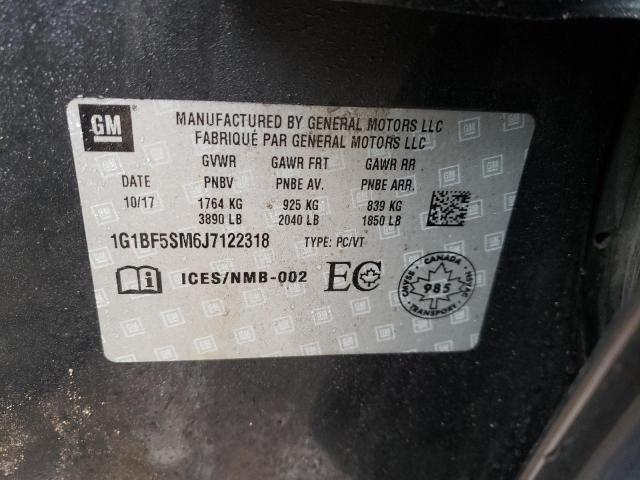 GM
MANUFACTURED BY GENERAL MOTORS LLC
FABRIQUÉ PAR GENERAL MOTORS LLC
GVWR GAWR FRT GAWR RR
DATE PNBV PNBE AV. PNBE ARR.
10/17 1764 KG 925 KG 839 KG
3890 LB 2040 LB 1850 LB
1G1BF5SM6J7122318 TYPE: PC/VT
ICES/NMB-002 EC
CANADA
CMVSS 985 NSVAC
TRANSPORT